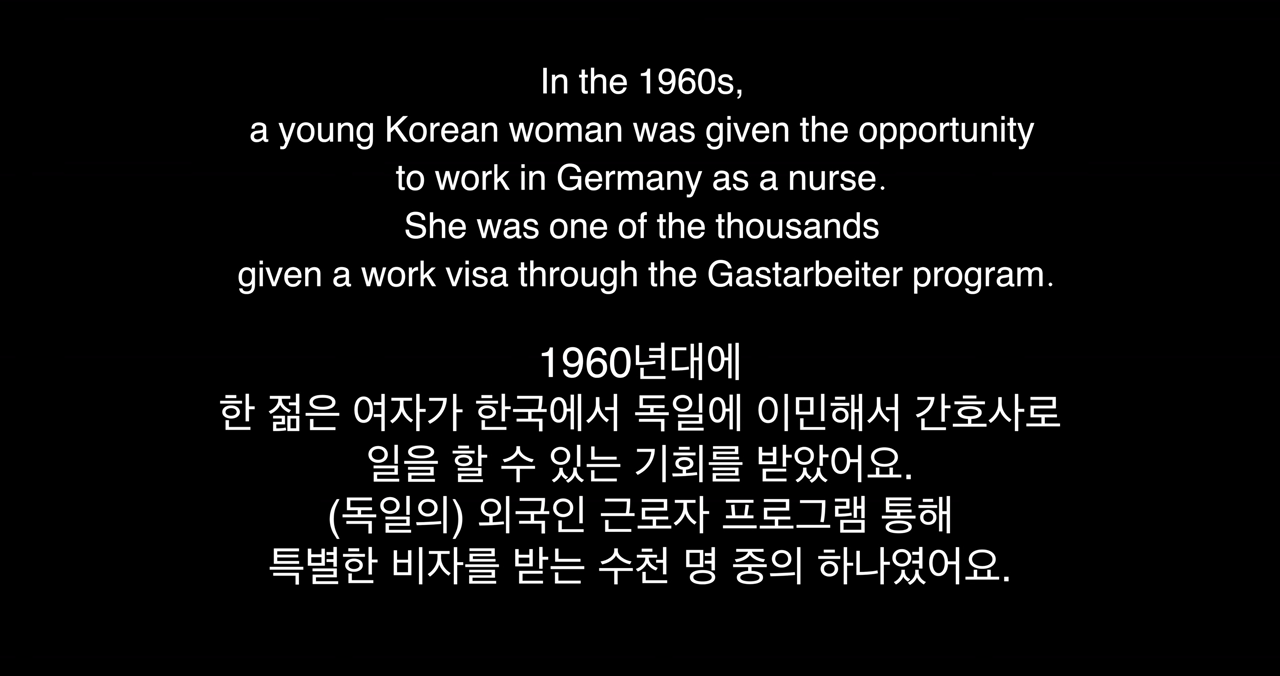 In the 1960s,
a young Korean woman was given the opportunity
to work in Germany as a nurse.
She was one of the thousands
given a work visa through the Gastarbeiter program.
1960년대에
한 젊은 여자가 한국에서 독일에 이민해서 간호사로
일을 할 수 있는 기회를 받았어요.
(독일의) 외국인 근로자 프로그램 통해
특별한 비자를 받는 수천 명 중의 하나였어요.